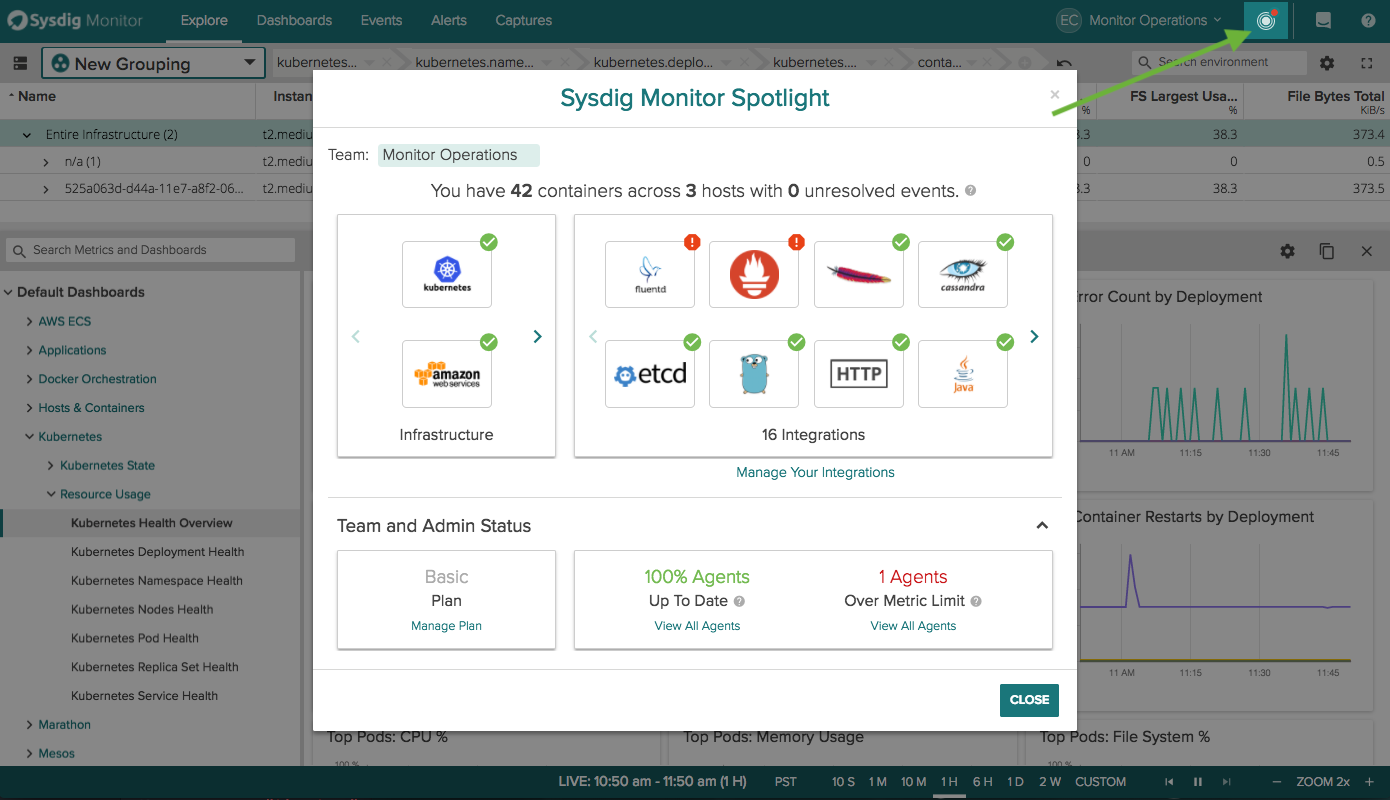 Sysdig Monitor Explore Dashboards Events Alerts Captures EC Monitor Operations
New Grouping kubernetes... kubernetes.name... kubernetes.deplo... kubernetes.... conta... Search environment
Name Instan % FS Largest Usa... % File Bytes Total KiB/s
Entire Infrastructure (2) t2.mediu 3.3 38.3 373.4
n/a (1) t2.mediu 0 0 0.5
525a063d-d44a-11e7-a8f2-06... t2.mediu 3.3 38.3 373.5
Sysdig Monitor Spotlight
Team: Monitor Operations
You have 42 containers across 3 hosts with 0 unresolved events.
kubernetes
fluentd
cassandra
amazon
web services
etcd
HTTP
Java
Infrastructure
16 Integrations
Manage Your Integrations
Team and Admin Status
Basic
Plan
Manage Plan
100% Agents
Up To Date
View All Agents
1 Agents
Over Metric Limit
View All Agents
CLOSE
Search Metrics and Dashboards
Default Dashboards
AWS ECS
Applications
Docker Orchestration
Hosts & Containers
Kubernetes
Kubernetes State
Resource Usage
Kubernetes Health Overview
Kubernetes Deployment Health
Kubernetes Namespace Health
Kubernetes Nodes Health
Kubernetes Pod Health
Kubernetes Replica Set Health
Kubernetes Service Health
Marathon
Mesos
rror Count by Deployment
11 AM 11:15 11:30 11:45
Container Restarts by Deployment
11 AM 11:15 11:30 11:45
Top Pods: CPU % Top Pods: Memory Usage Top Pods: File System %
100 % 100%
LIVE: 10:50 am - 11:50 am (1 H) PST 10 S 1 M 10 M 1 H 6 H 1 D 2 W CUSTOM ZOOM 2x +